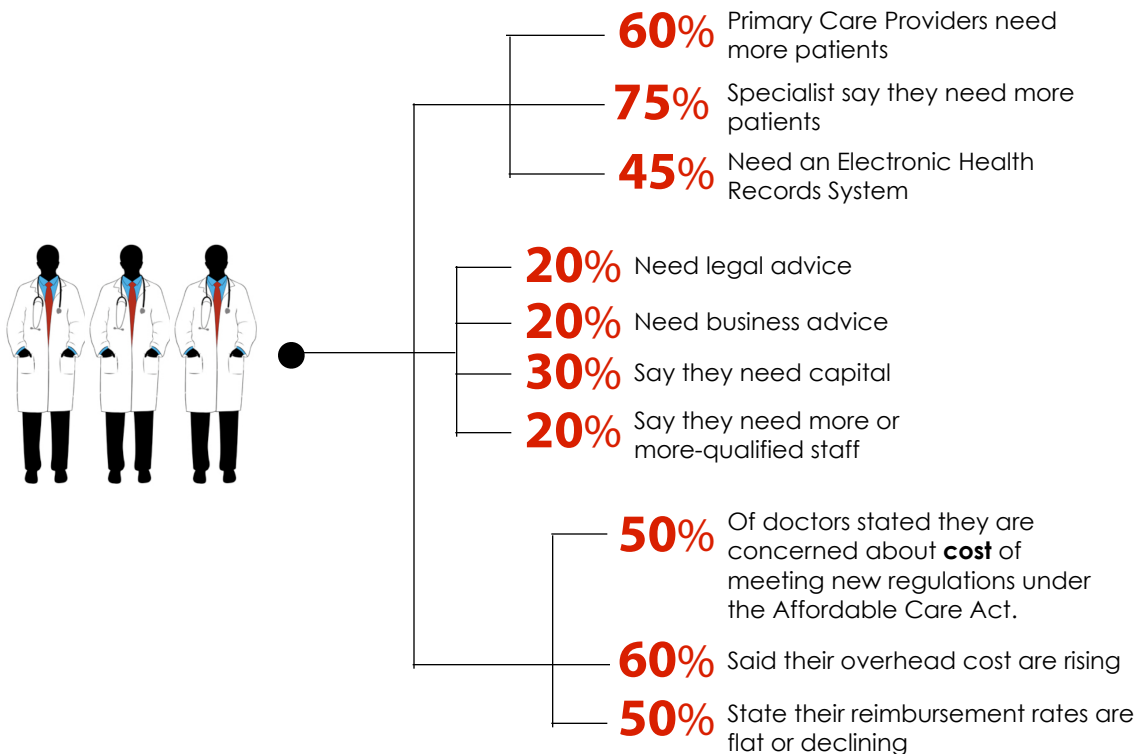 60% Primary Care Providers need
more patients
75% Specialist say they need more
patients
45% Need an Electronic Health
Records System
20% Need legal advice
20% Need business advice
30% Say they need capital
20% Say they need more or
more-qualified staff
50% Of doctors stated they are
concerned about cost of
meeting new regulations under
the Affordable Care Act.
60% Said their overhead cost are rising
50% State their reimbursement rates are
flat or declining